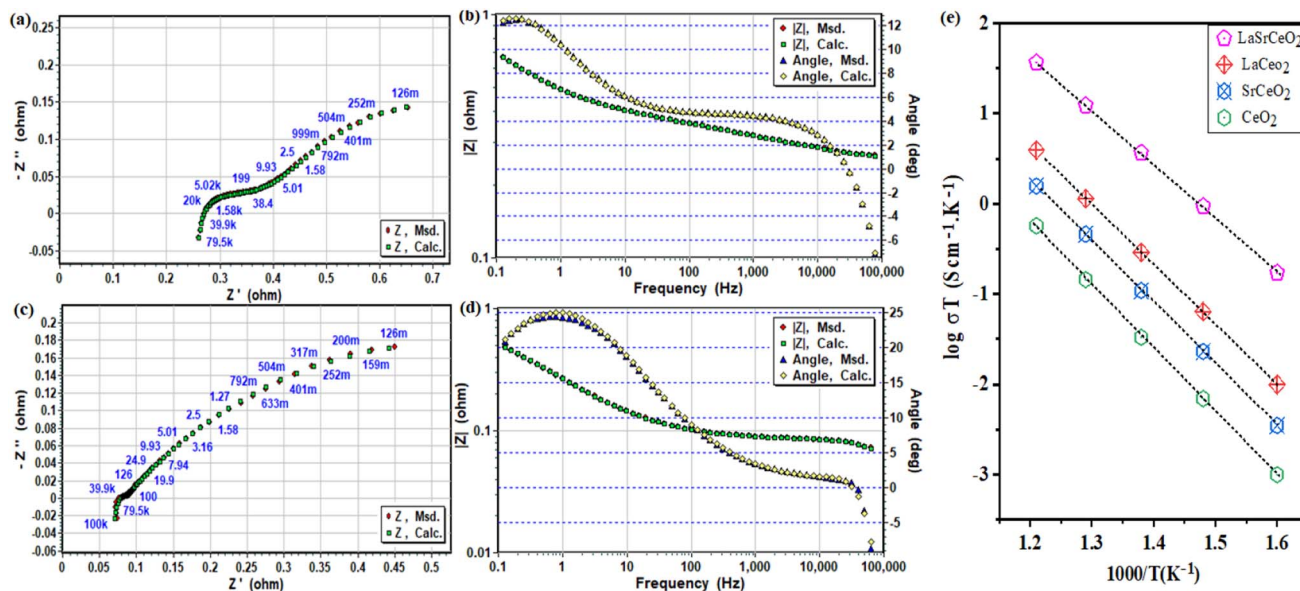 (a)
0.25
0.2
0.15
0.1
0.05
0
-0.05
- Z'' (ohm)
126m
252m
504m
401m
999m
792m
2.5
1.58
9.93
5.01
199
38.4
5.02k
20k
1.58k
39.9k
79.5k
Z , Msd.
Z , Calc.
0 0.1 0.2 0.3 0.4 0.5 0.6 0.7
Z ' (ohm)
(b)
1
0.1
|Z| (ohm)
|Z|, Msd.
|Z|, Calc.
Angle, Msd.
Angle, Calc.
12
10
8
6
4
2
0
-2
-4
-6
Angle (deg)
0.1 1 10 100 1,000 10,000 80,000
Frequency (Hz)
(c)
0.2
0.18
0.16
0.14
0.12
0.1
0.08
0.06
0.04
0.02
0
-0.02
-0.04
-0.06
- Z'' (ohm)
126m
200m
159m
317m
252m
504m
401m
792m
633m
1.27
2.5
1.58
5.01
3.16
9.93
7.94
24.9
19.9
126
100
39.9k
79.5k
100k
Z , Msd.
Z , Calc.
0 0.05 0.1 0.15 0.2 0.25 0.3 0.35 0.4 0.45 0.5
Z ' (ohm)
(d)
1
0.1
0.01
|Z| (ohm)
|Z|, Msd.
|Z|, Calc.
Angle, Msd.
Angle, Calc.
25
20
15
10
5
0
-5
Angle (deg)
0.1 1 10 100 1,000 10,000 80,000
Frequency (Hz)
(e)
2
1
0
-1
-2
-3
log σT (Scm⁻¹.K⁻¹)
LaSrCeO₂
LaCeo₂
SrCeO₂
CeO₂
1.2 1.3 1.4 1.5 1.6
1000/T(K⁻¹)